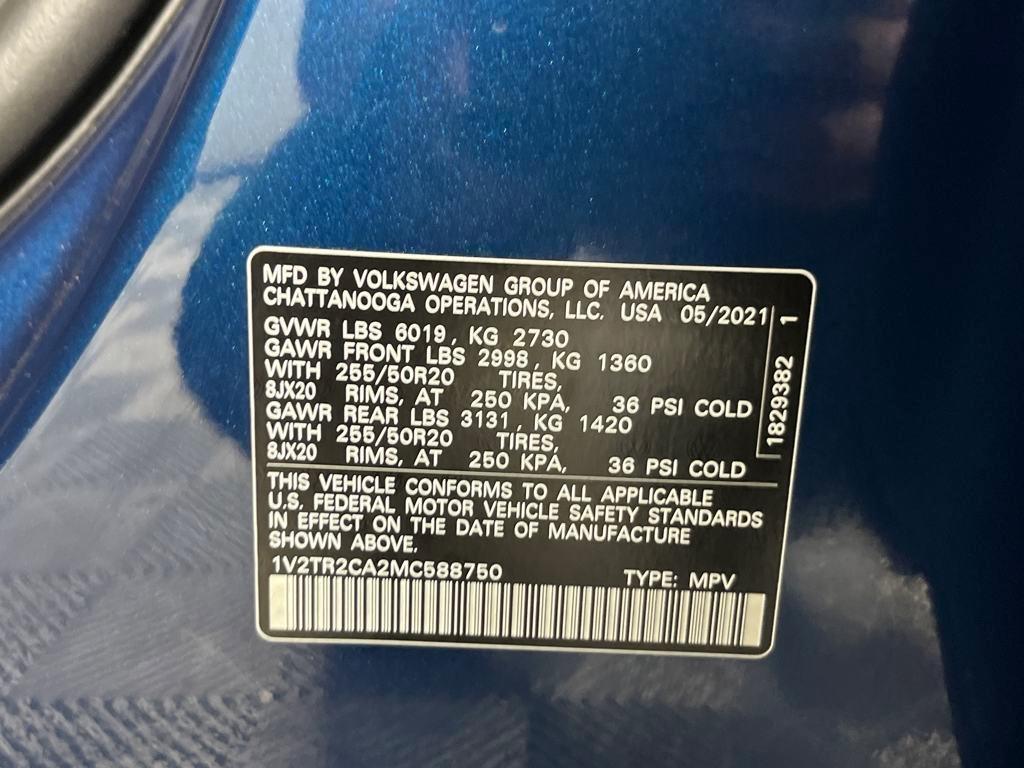 MFD BY VOLKSWAGEN GROUP OF AMERICA
CHATTANOOGA OPERATIONS, LLC. USA 05/2021
GVWR LBS 6019, KG 2730
GAWR FRONT LBS 2998, KG 1360
WITH 255/50R20 TIRES,
8JX20 RIMS, AT 250 KPA, 36 PSI COLD
GAWR REAR LBS 3131, KG 1420
WITH 255/50R20 TIRES,
8JX20 RIMS, AT 250 KPA, 36 PSI COLD
1829382 1
THIS VEHICLE CONFORMS TO ALL APPLICABLE
U.S. FEDERAL MOTOR VEHICLE SAFETY STANDARDS
IN EFFECT ON THE DATE OF MANUFACTURE
SHOWN ABOVE.
1V2TR2CA2MC588750 TYPE: MPV